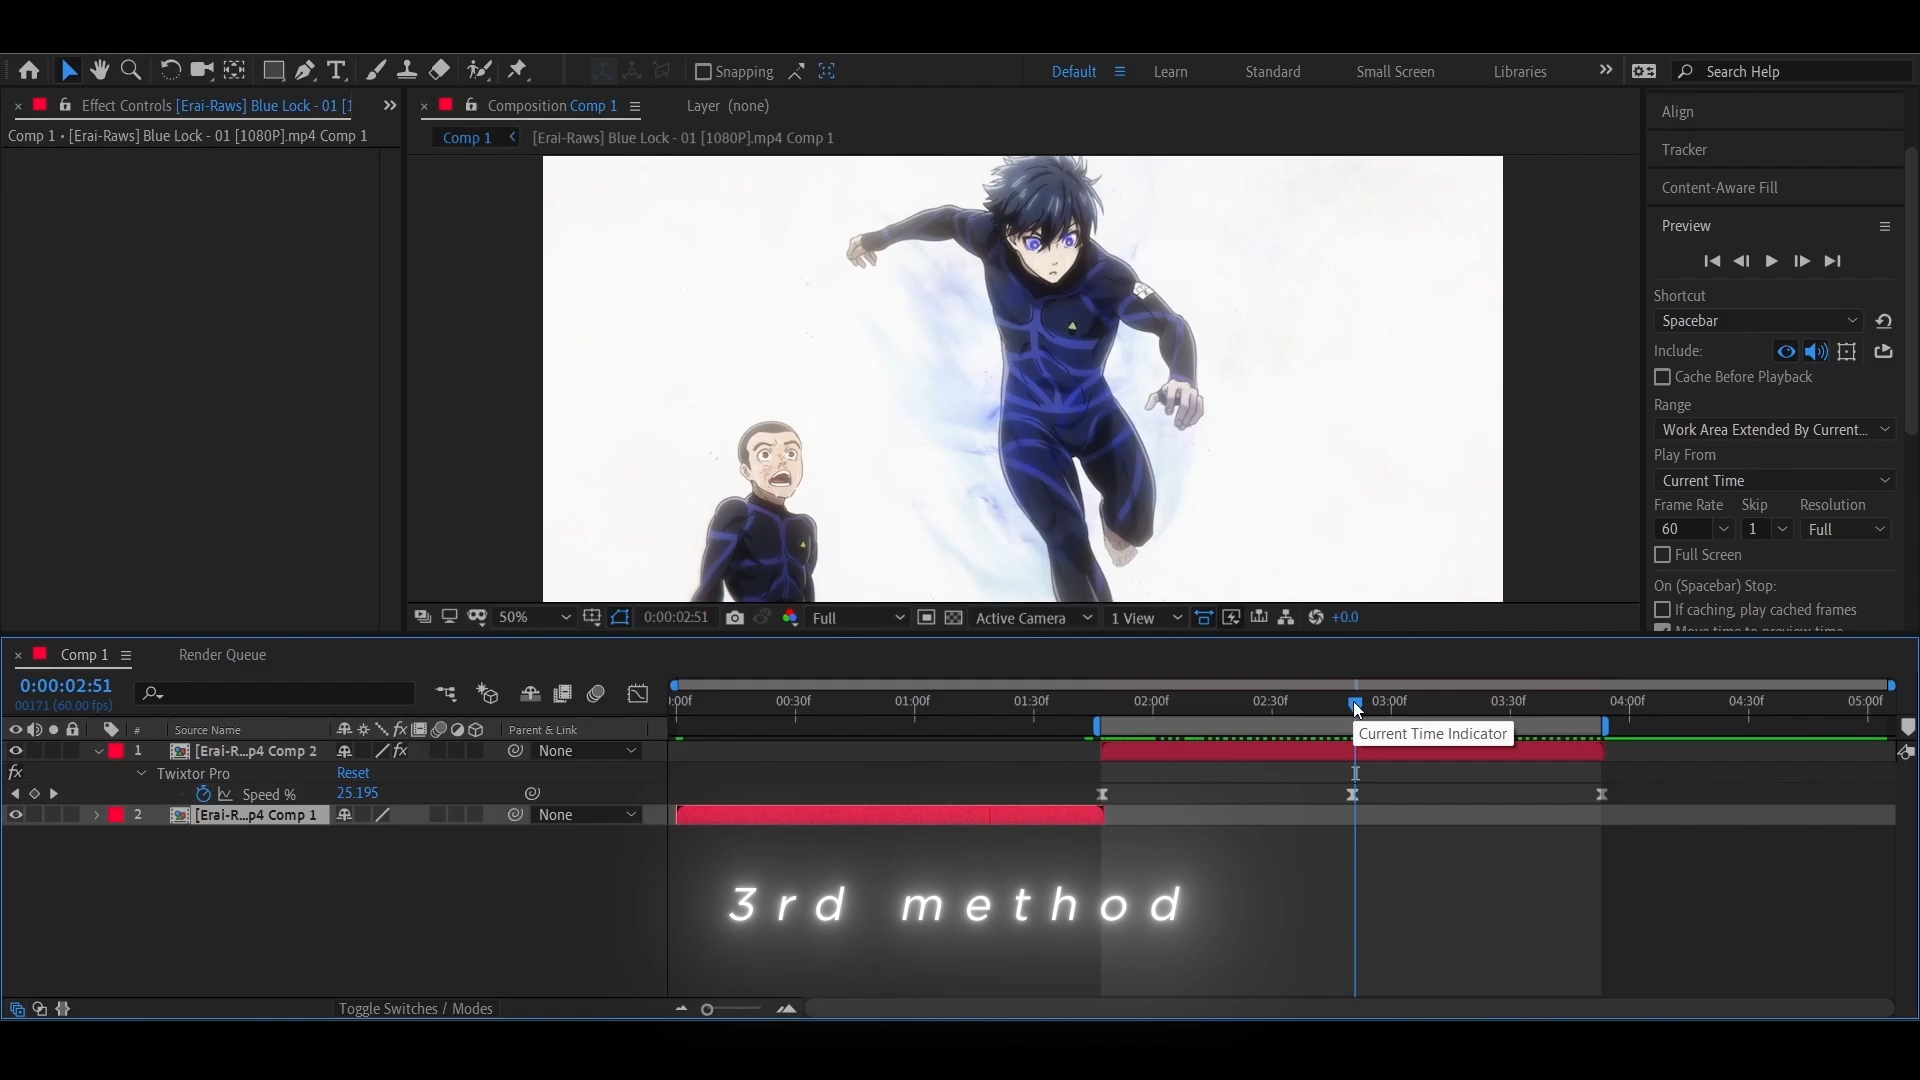 Snapping
Default
Learn
Standard
Small Screen
Libraries
Search Help
Effect Controls [Erai-Raws] Blue Lock - 01 [1
Composition Comp 1
Layer (none)
Align
Comp 1 • [Erai-Raws] Blue Lock - 01 [1080P].mp4 Comp 1
Comp 1
[Erai-Raws] Blue Lock - 01 [1080P].mp4 Comp 1
Tracker
Content-Aware Fill
Preview
Shortcut
Spacebar
Include:
Cache Before Playback
Range
Work Area Extended By Current...
Play From
Current Time
Frame Rate Skip Resolution
60 1 Full
Full Screen
On (Spacebar) Stop:
If caching, play cached frames
Move time to preview time
50% 0:00:02:51 Full Active Camera 1 View +0.0
Comp 1
Render Queue
0:00:02:51
00171 (60.00 fps)
:00f 00:30f 01:00f 01:30f 02:00f 02:30f 03:00f 03:30f 04:00f 04:30f 05:00f
# Source Name fx Parent & Link
Current Time Indicator
1 [Erai-R...p4 Comp 2 fx None
fx Twixtor Pro Reset
Speed % 25.195
2 [Erai-R...p4 Comp 1 None
3rd method
Toggle Switches / Modes